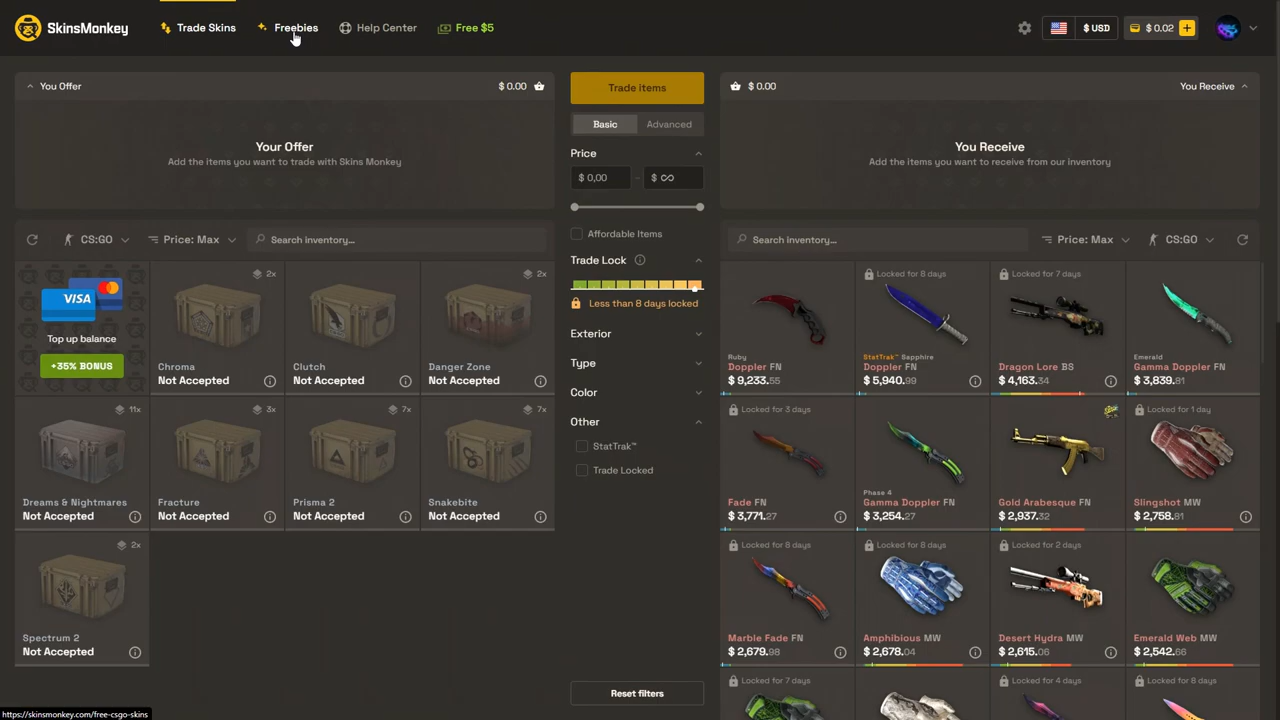 SkinsMonkey
Trade Skins
Freebies
Help Center
Free $5
$ USD
$ 0.02
You Offer
$ 0.00
Your Offer
Add the items you want to trade with Skins Monkey
Trade items
Basic
Advanced
Price
$ 0,00
-
$ ∞
Affordable Items
Trade Lock
Less than 8 days locked
Exterior
Type
Color
Other
StatTrak™
Trade Locked
Reset filters
$ 0.00
You Receive
You Receive
Add the items you want to receive from our inventory
CS:GO
Price: Max
Search inventory...
VISA
Top up balance
+35% BONUS
2x
Chroma
Not Accepted
Clutch
Not Accepted
2x
Danger Zone
Not Accepted
11x
Dreams & Nightmares
Not Accepted
3x
Fracture
Not Accepted
7x
Prisma 2
Not Accepted
7x
Snakebite
Not Accepted
2x
Spectrum 2
Not Accepted
Search inventory...
Price: Max
CS:GO
Ruby
Doppler FN
$ 9,233.55
Locked for 8 days
StatTrak™ Sapphire
Doppler FN
$ 5,940.99
Locked for 7 days
Dragon Lore BS
$ 4,163.34
Emerald
Gamma Doppler FN
$ 3,839.81
Locked for 3 days
Fade FN
$ 3,771.27
Phase 4
Gamma Doppler FN
$ 3,254.27
Gold Arabesque FN
$ 2,937.32
Locked for 1 day
Slingshot MW
$ 2,758.81
Locked for 8 days
Marble Fade FN
$ 2,679.98
Locked for 8 days
Amphibious MW
$ 2,678.04
Locked for 2 days
Desert Hydra MW
$ 2,615.06
Emerald Web MW
$ 2,542.66
Locked for 7 days
Locked for 4 days
Locked for 8 days
https://skinsmonkey.com/free-csgo-skins